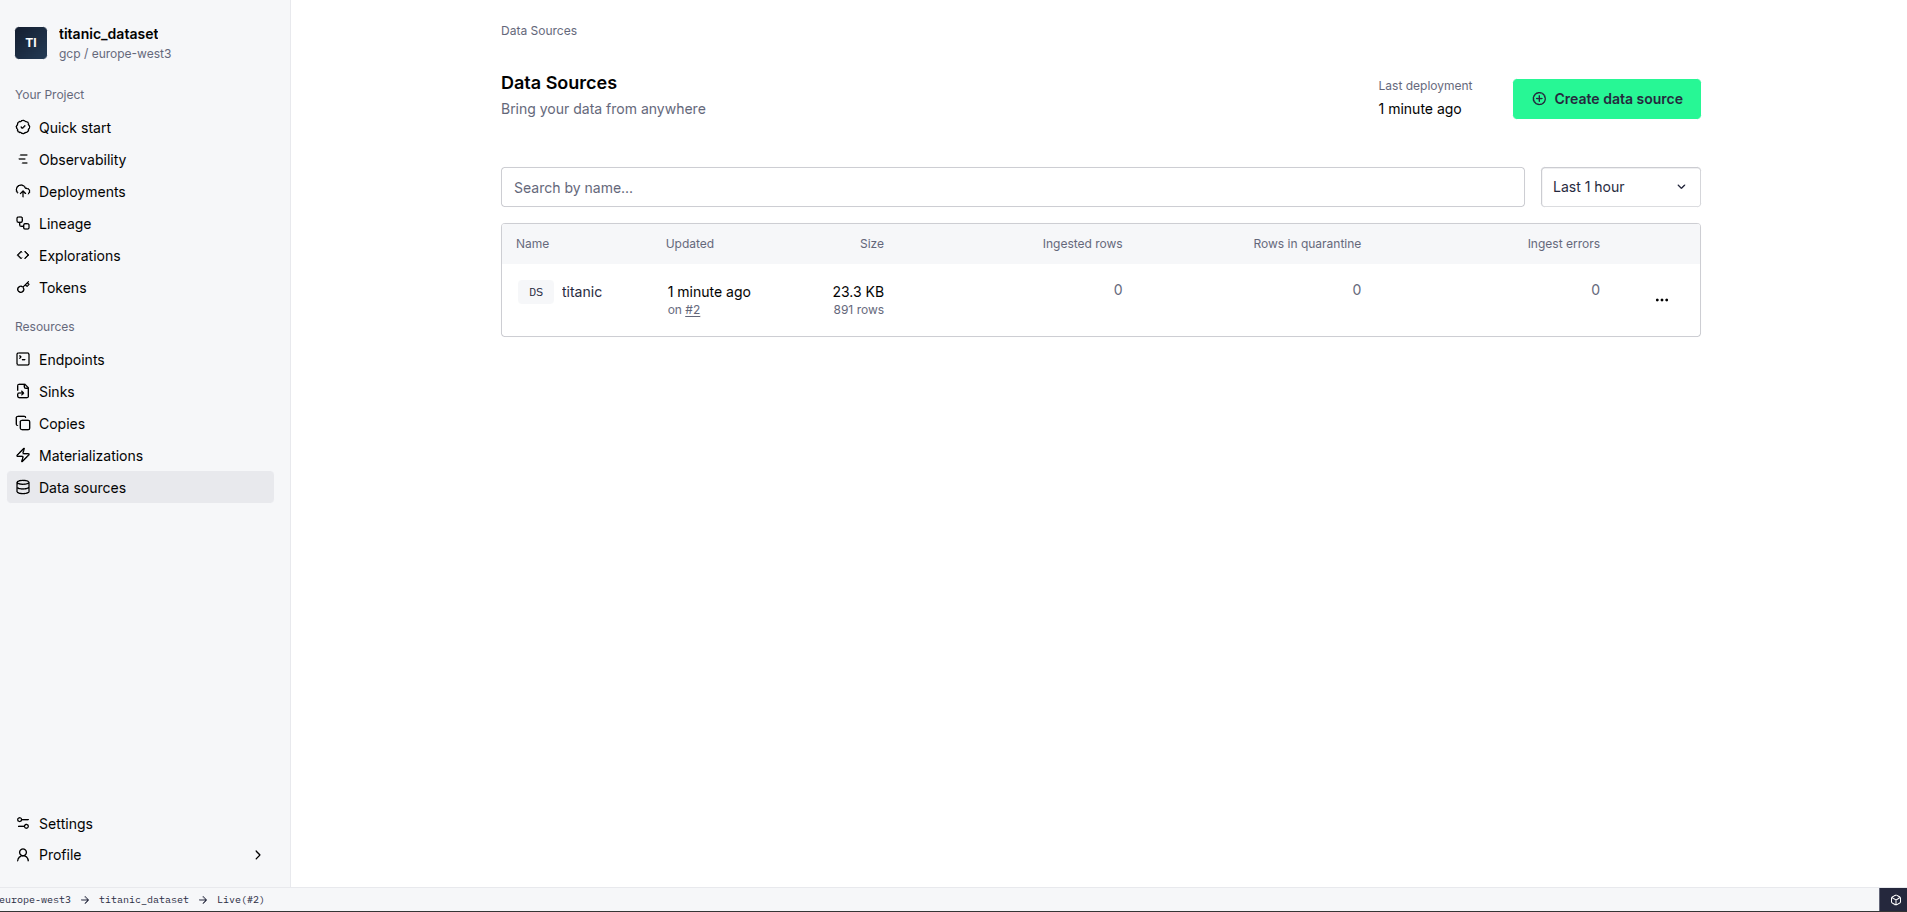 TI
titanic_dataset
gcp / europe-west3
Your Project
Quick start
Observability
Deployments
Lineage
Explorations
Tokens
Resources
Endpoints
Sinks
Copies
Materializations
Data sources
Settings
Profile
Data Sources
Data Sources
Bring your data from anywhere
Last deployment
1 minute ago
Create data source
Search by name...
Last 1 hour
Name Updated Size Ingested rows Rows in quarantine Ingest errors
DS titanic 1 minute ago 23.3 KB 0 0 0
on #2 891 rows
europe-west3 → titanic_dataset → Live(#2)